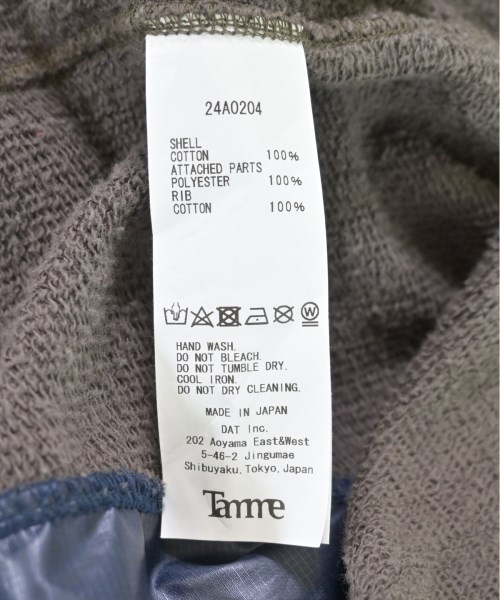 24A0204
SHELL
COTTON 100%
ATTACHED PARTS
POLYESTER 100%
RIB
COTTON 100%
W
HAND WASH.
DO NOT BLEACH.
DO NOT TUMBLE DRY.
COOL IRON.
DO NOT DRY CLEANING.
MADE IN JAPAN
DAT Inc.
202 Aoyama East&West
5-46-2 Jingumae
Shibuyaku, Tokyo, Japan
Tamme